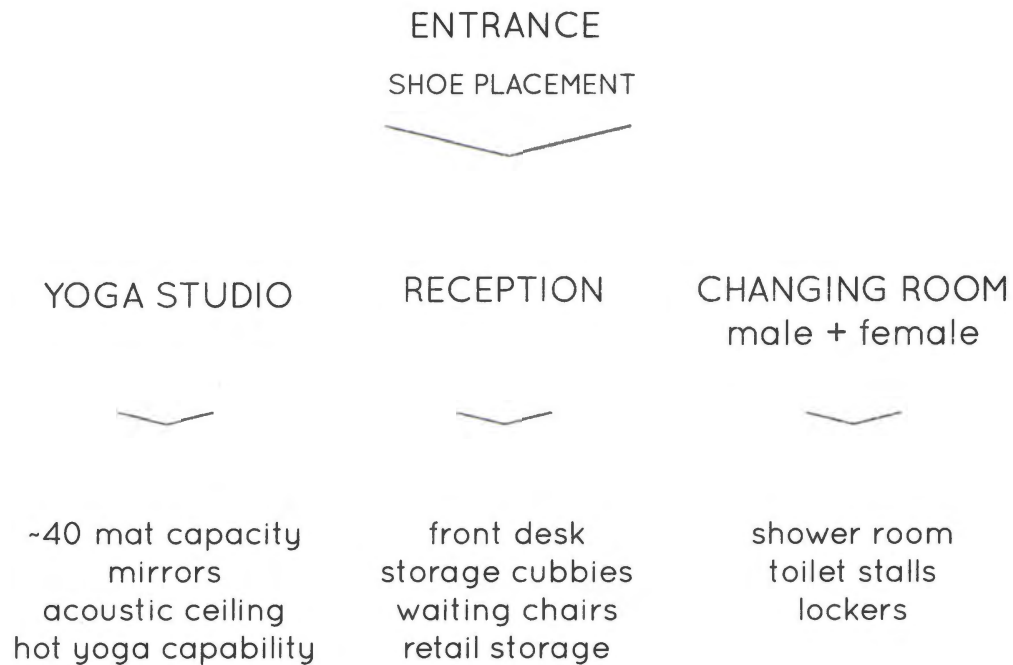 ENTRANCE
SHOE PLACEMENT
YOGA STUDIO
~40 mat capacity
mirrors
acoustic ceiling
hot yoga capability
RECEPTION
front desk
storage cubbies
waiting chairs
retail storage
CHANGING ROOM
male + female
shower room
toilet stalls
lockers